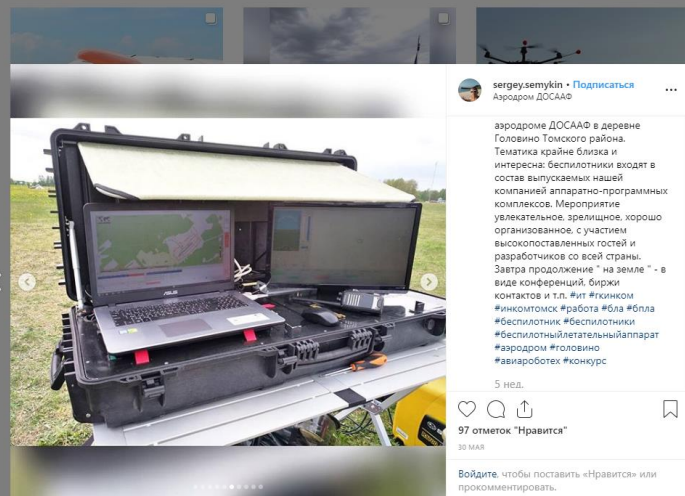 sergey.semykin • Подписаться
Аэродром ДОСААФ
аэродроме ДОСААФ в деревне
Головино Томского района.
Тематика крайне близка и
интересна: беспилотники входят в
состав выпускаемых нашей
компанией аппаратно-программных
комплексов. Мероприятие
увлекательное, зрелищное, хорошо
организованное, с участием
высокопоставленных гостей и
разработчиков со всей страны.
Завтра продолжение " на земле " - в
виде конференций, биржи
контактов и т.п. #ит #гкинком
#инкомтомск #работа #бла #бпла
#беспилотник #беспилотники
#беспилотныйлетательныйаппарат
#аэродром #головино
#авиароботех #конкурс
5 нед.
97 отметок "Нравится"
30 МАЯ
Войдите, чтобы поставить «Нравится» или
прокомментировать.
ASUS